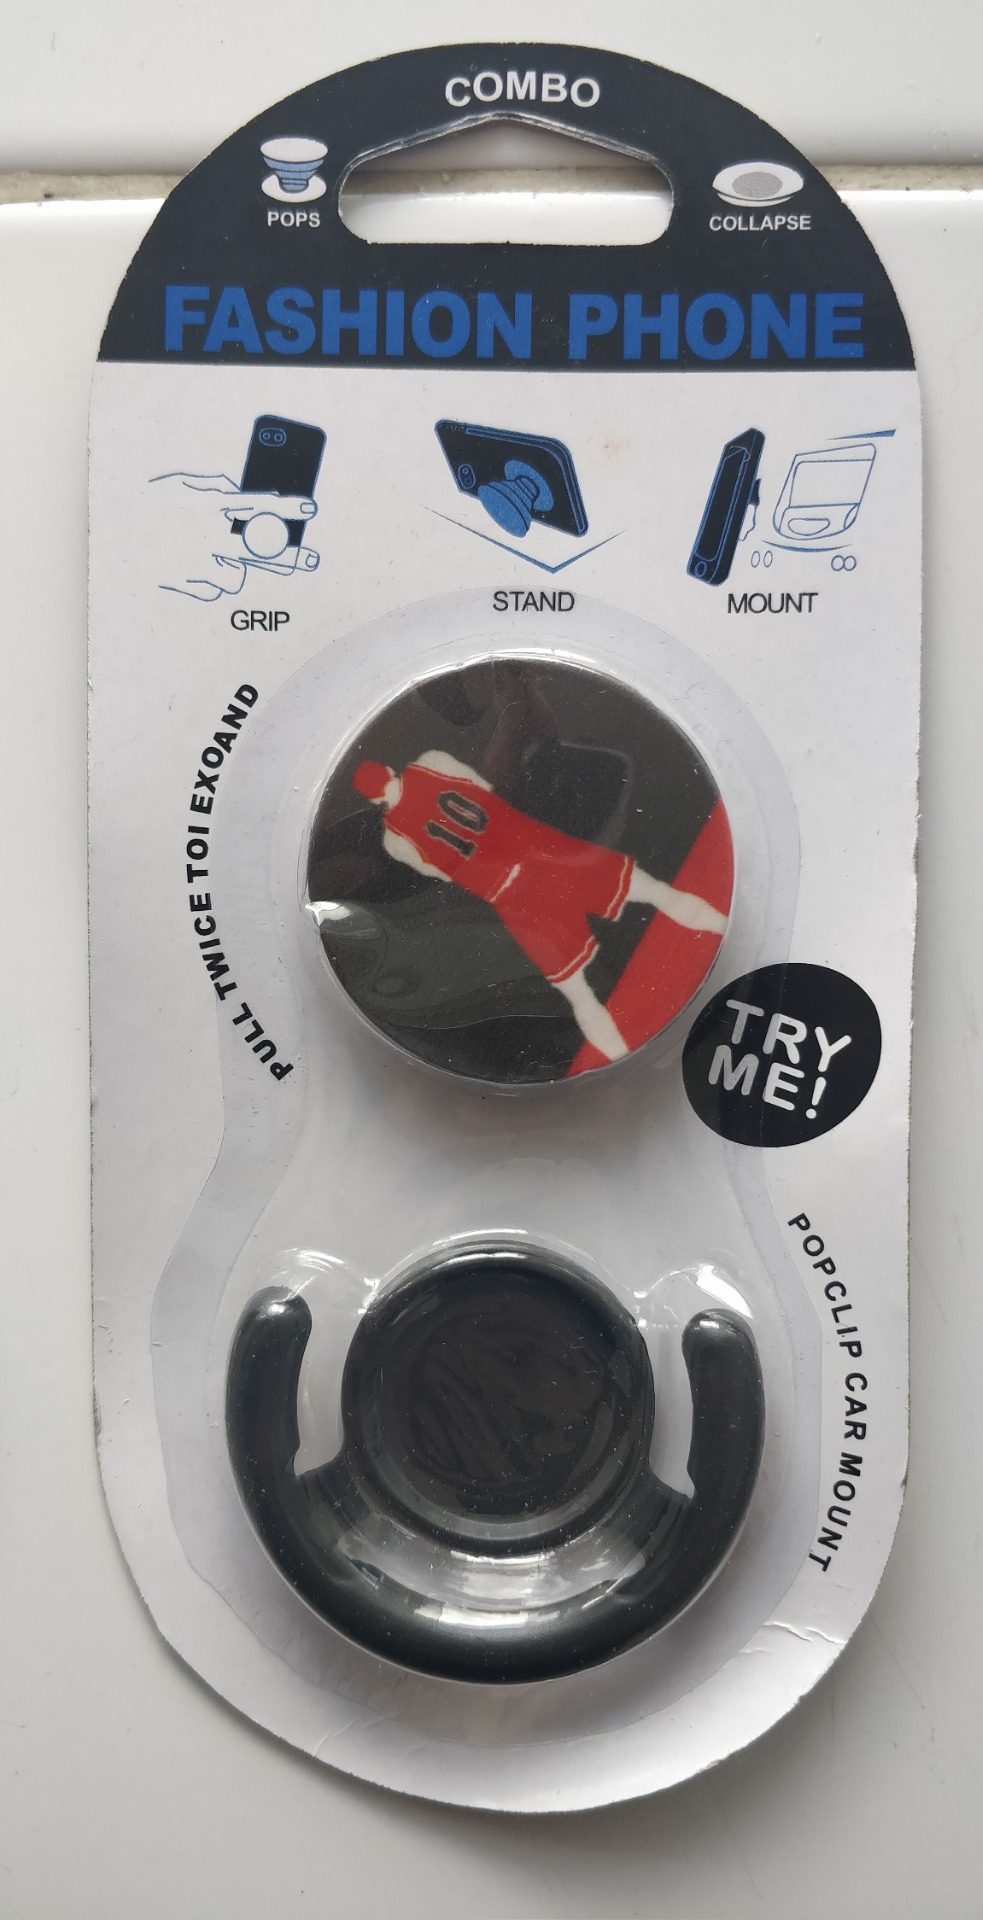 COMBO
POPS
COLLAPSE
FASHION PHONE
GRIP
STAND
MOUNT
PULL TWICE TOI EXOAND
10
TRY
ME!
POPCLIP CAR MOUNT